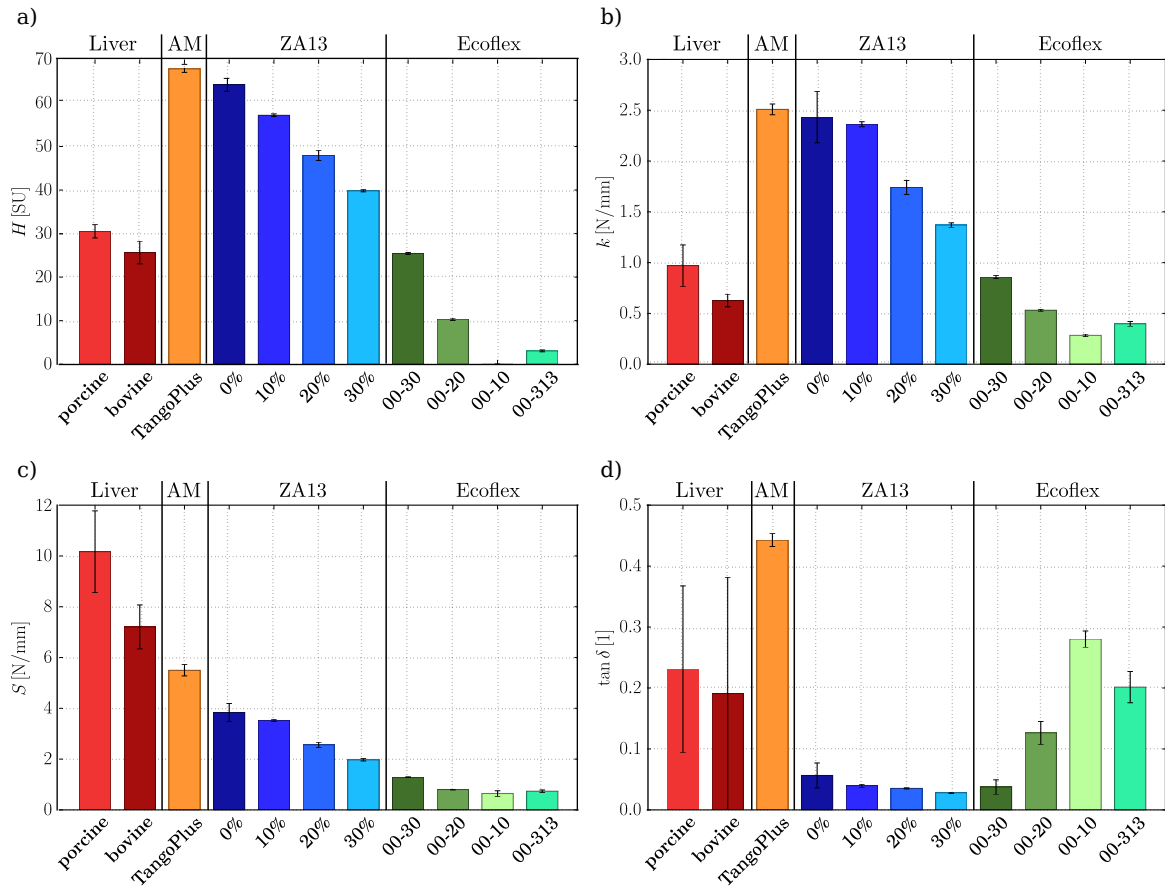 a)
Liver AM ZA13 Ecoflex
70
60
50
40
30
20
10
0
H [SU]
porcine bovine TangoPlus 0% 10% 20% 30% 00-30 00-20 00-10 00-313
b)
Liver AM ZA13 Ecoflex
3.0
2.5
2.0
1.5
1.0
0.5
0.0
k [N/mm]
porcine bovine TangoPlus 0% 10% 20% 30% 00-30 00-20 00-10 00-313
c)
Liver AM ZA13 Ecoflex
12
10
8
6
4
2
0
S [N/mm]
porcine bovine TangoPlus 0% 10% 20% 30% 00-30 00-20 00-10 00-313
d)
Liver AM ZA13 Ecoflex
0.5
0.4
0.3
0.2
0.1
0.0
tan δ [1]
porcine bovine TangoPlus 0% 10% 20% 30% 00-30 00-20 00-10 00-313